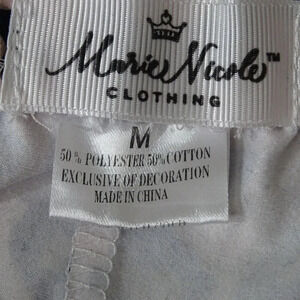 Marie Nicole™
CLOTHING
M
50% POLYESTER 50%COTTON
EXCLUSIVE OF DECORATION
MADE IN CHINA